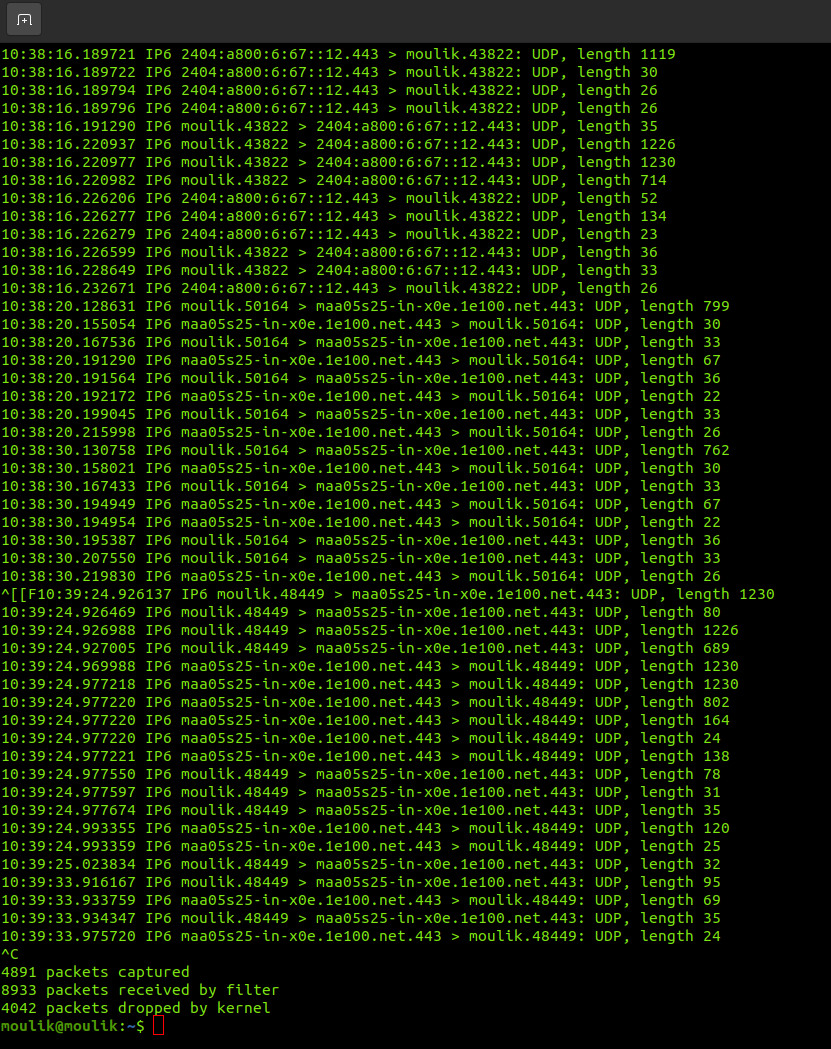 10:38:16.189721 IP6 2404:a800:6:67::12.443 > moulik.43822: UDP, length 1119
10:38:16.189722 IP6 2404:a800:6:67::12.443 > moulik.43822: UDP, length 30
10:38:16.189794 IP6 2404:a800:6:67::12.443 > moulik.43822: UDP, length 26
10:38:16.189796 IP6 2404:a800:6:67::12.443 > moulik.43822: UDP, length 26
10:38:16.191290 IP6 moulik.43822 > 2404:a800:6:67::12.443: UDP, length 35
10:38:16.220937 IP6 moulik.43822 > 2404:a800:6:67::12.443: UDP, length 1226
10:38:16.220977 IP6 moulik.43822 > 2404:a800:6:67::12.443: UDP, length 1230
10:38:16.220982 IP6 moulik.43822 > 2404:a800:6:67::12.443: UDP, length 714
10:38:16.226206 IP6 2404:a800:6:67::12.443 > moulik.43822: UDP, length 52
10:38:16.226277 IP6 2404:a800:6:67::12.443 > moulik.43822: UDP, length 134
10:38:16.226279 IP6 2404:a800:6:67::12.443 > moulik.43822: UDP, length 23
10:38:16.226599 IP6 moulik.43822 > 2404:a800:6:67::12.443: UDP, length 36
10:38:16.228649 IP6 moulik.43822 > 2404:a800:6:67::12.443: UDP, length 33
10:38:16.232671 IP6 2404:a800:6:67::12.443 > moulik.43822: UDP, length 26
10:38:20.128631 IP6 moulik.50164 > maa05s25-in-x0e.1e100.net.443: UDP, length 799
10:38:20.155054 IP6 maa05s25-in-x0e.1e100.net.443 > moulik.50164: UDP, length 30
10:38:20.167536 IP6 moulik.50164 > maa05s25-in-x0e.1e100.net.443: UDP, length 33
10:38:20.191290 IP6 maa05s25-in-x0e.1e100.net.443 > moulik.50164: UDP, length 67
10:38:20.191564 IP6 moulik.50164 > maa05s25-in-x0e.1e100.net.443: UDP, length 36
10:38:20.192172 IP6 maa05s25-in-x0e.1e100.net.443 > moulik.50164: UDP, length 22
10:38:20.199045 IP6 moulik.50164 > maa05s25-in-x0e.1e100.net.443: UDP, length 33
10:38:20.215998 IP6 maa05s25-in-x0e.1e100.net.443 > moulik.50164: UDP, length 26
10:38:30.130758 IP6 moulik.50164 > maa05s25-in-x0e.1e100.net.443: UDP, length 762
10:38:30.158021 IP6 maa05s25-in-x0e.1e100.net.443 > moulik.50164: UDP, length 30
10:38:30.167433 IP6 moulik.50164 > maa05s25-in-x0e.1e100.net.443: UDP, length 33
10:38:30.194949 IP6 maa05s25-in-x0e.1e100.net.443 > moulik.50164: UDP, length 67
10:38:30.194954 IP6 maa05s25-in-x0e.1e100.net.443 > moulik.50164: UDP, length 22
10:38:30.195387 IP6 moulik.50164 > maa05s25-in-x0e.1e100.net.443: UDP, length 36
10:38:30.207550 IP6 moulik.50164 > maa05s25-in-x0e.1e100.net.443: UDP, length 33
10:38:30.219830 IP6 maa05s25-in-x0e.1e100.net.443 > moulik.50164: UDP, length 26
^[[F10:39:24.926137 IP6 moulik.48449 > maa05s25-in-x0e.1e100.net.443: UDP, length 1230
10:39:24.926469 IP6 moulik.48449 > maa05s25-in-x0e.1e100.net.443: UDP, length 80
10:39:24.926988 IP6 moulik.48449 > maa05s25-in-x0e.1e100.net.443: UDP, length 1226
10:39:24.927005 IP6 moulik.48449 > maa05s25-in-x0e.1e100.net.443: UDP, length 689
10:39:24.969988 IP6 maa05s25-in-x0e.1e100.net.443 > moulik.48449: UDP, length 1230
10:39:24.977218 IP6 maa05s25-in-x0e.1e100.net.443 > moulik.48449: UDP, length 1230
10:39:24.977220 IP6 maa05s25-in-x0e.1e100.net.443 > moulik.48449: UDP, length 802
10:39:24.977220 IP6 maa05s25-in-x0e.1e100.net.443 > moulik.48449: UDP, length 164
10:39:24.977220 IP6 maa05s25-in-x0e.1e100.net.443 > moulik.48449: UDP, length 24
10:39:24.977221 IP6 maa05s25-in-x0e.1e100.net.443 > moulik.48449: UDP, length 138
10:39:24.977550 IP6 moulik.48449 > maa05s25-in-x0e.1e100.net.443: UDP, length 78
10:39:24.977597 IP6 moulik.48449 > maa05s25-in-x0e.1e100.net.443: UDP, length 31
10:39:24.977674 IP6 moulik.48449 > maa05s25-in-x0e.1e100.net.443: UDP, length 35
10:39:24.993355 IP6 maa05s25-in-x0e.1e100.net.443 > moulik.48449: UDP, length 120
10:39:24.993359 IP6 maa05s25-in-x0e.1e100.net.443 > moulik.48449: UDP, length 25
10:39:25.023834 IP6 moulik.48449 > maa05s25-in-x0e.1e100.net.443: UDP, length 32
10:39:33.916167 IP6 maa05s25-in-x0e.1e100.net.443 > moulik.48449: UDP, length 95
10:39:33.933759 IP6 maa05s25-in-x0e.1e100.net.443 > moulik.48449: UDP, length 69
10:39:33.934347 IP6 moulik.48449 > maa05s25-in-x0e.1e100.net.443: UDP, length 35
10:39:33.975720 IP6 maa05s25-in-x0e.1e100.net.443 > moulik.48449: UDP, length 24
^C
4891 packets captured
8933 packets received by filter
4042 packets dropped by kernel
moulik@moulik:~$